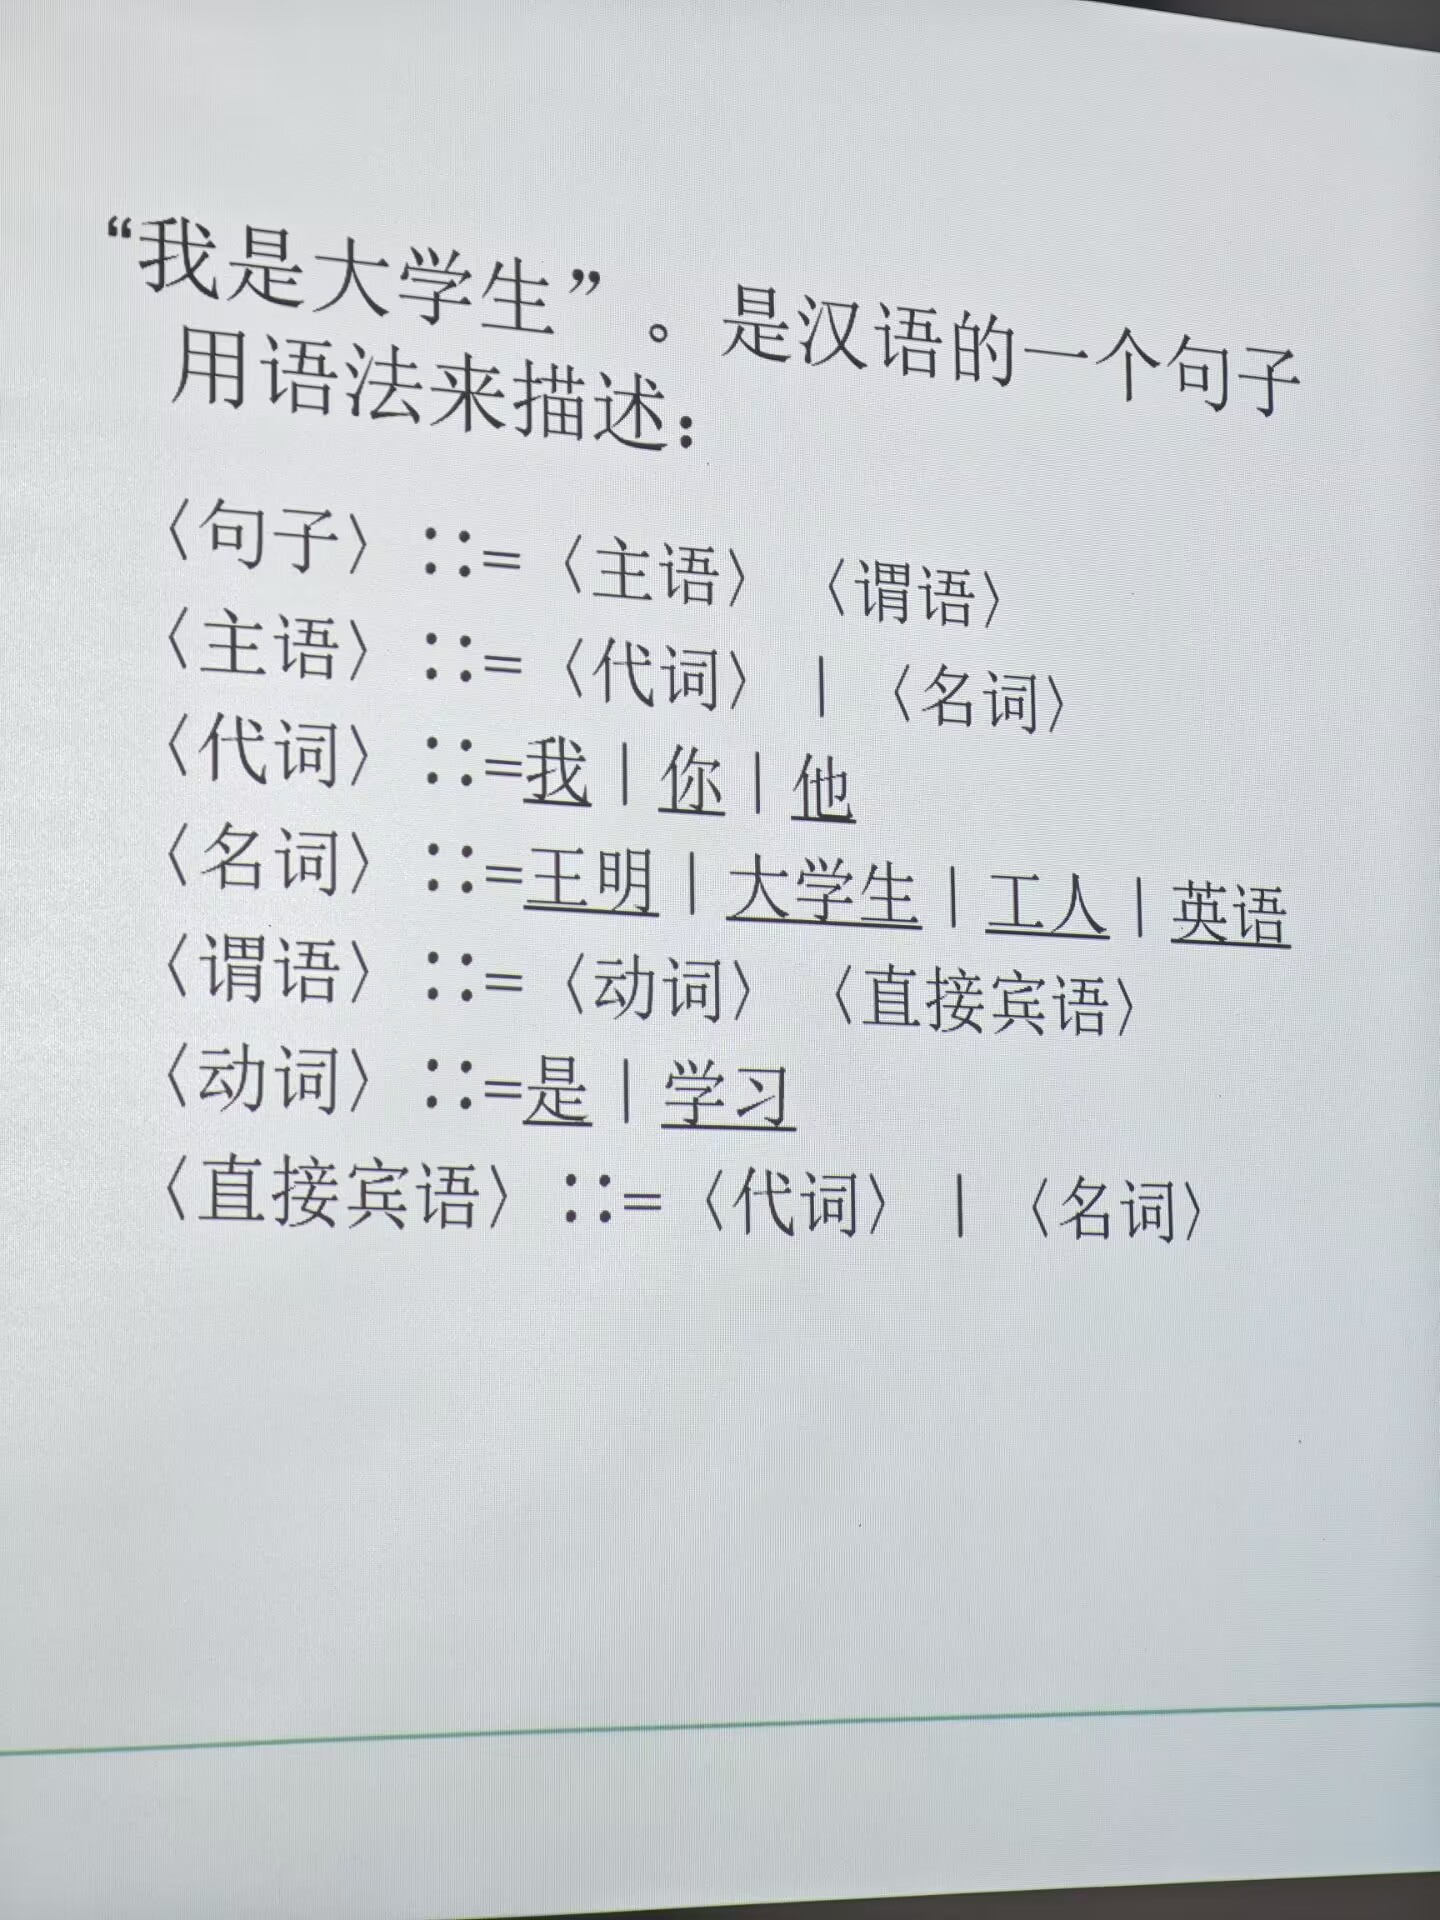 “我是大学生”。是汉语的一个句子
用语法来描述：
〈句子〉∷=〈主语〉〈谓语〉
〈主语〉∷=〈代词〉|〈名词〉
〈代词〉∷=我|你|他
〈名词〉∷=王明|大学生|工人|英语
〈谓语〉∷=〈动词〉〈直接宾语〉
〈动词〉∷=是|学习
〈直接宾语〉∷=〈代词〉|〈名词〉